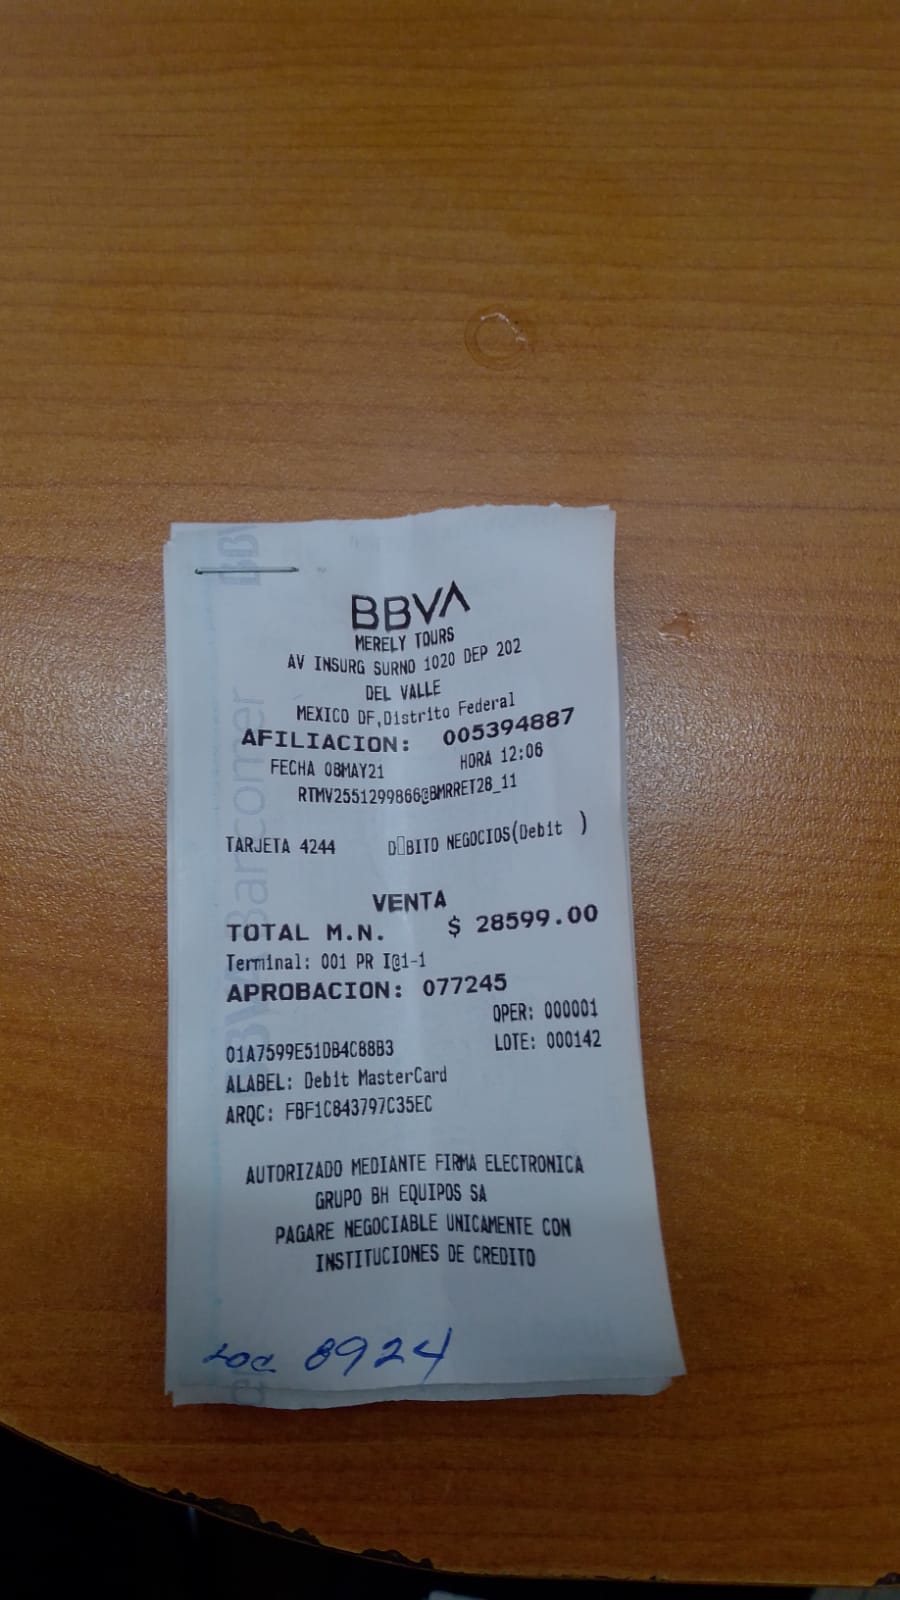 BBVA
MERELY TOURS
AV INSURG SURNO 1020 DEP 202
DEL VALLE
MEXICO DF,Distrito Federal
AFILIACION: 005394887
FECHA 08MAY21 HORA 12:06
RTMV2551299866@BMRRET28_11
TARJETA 4244 D▯BITO NEGOCIOS(Debit )
VENTA
TOTAL M.N. $ 28599.00
Terminal: 001 PR I@1-1
APROBACION: 077245
OPER: 000001
01A7599E51DB4C88B3 LOTE: 000142
ALABEL: Debit MasterCard
ARQC: FBF1C843797C35EC
AUTORIZADO MEDIANTE FIRMA ELECTRONICA
GRUPO BH EQUIPOS SA
PAGARE NEGOCIABLE UNICAMENTE CON
INSTITUCIONES DE CREDITO
8924